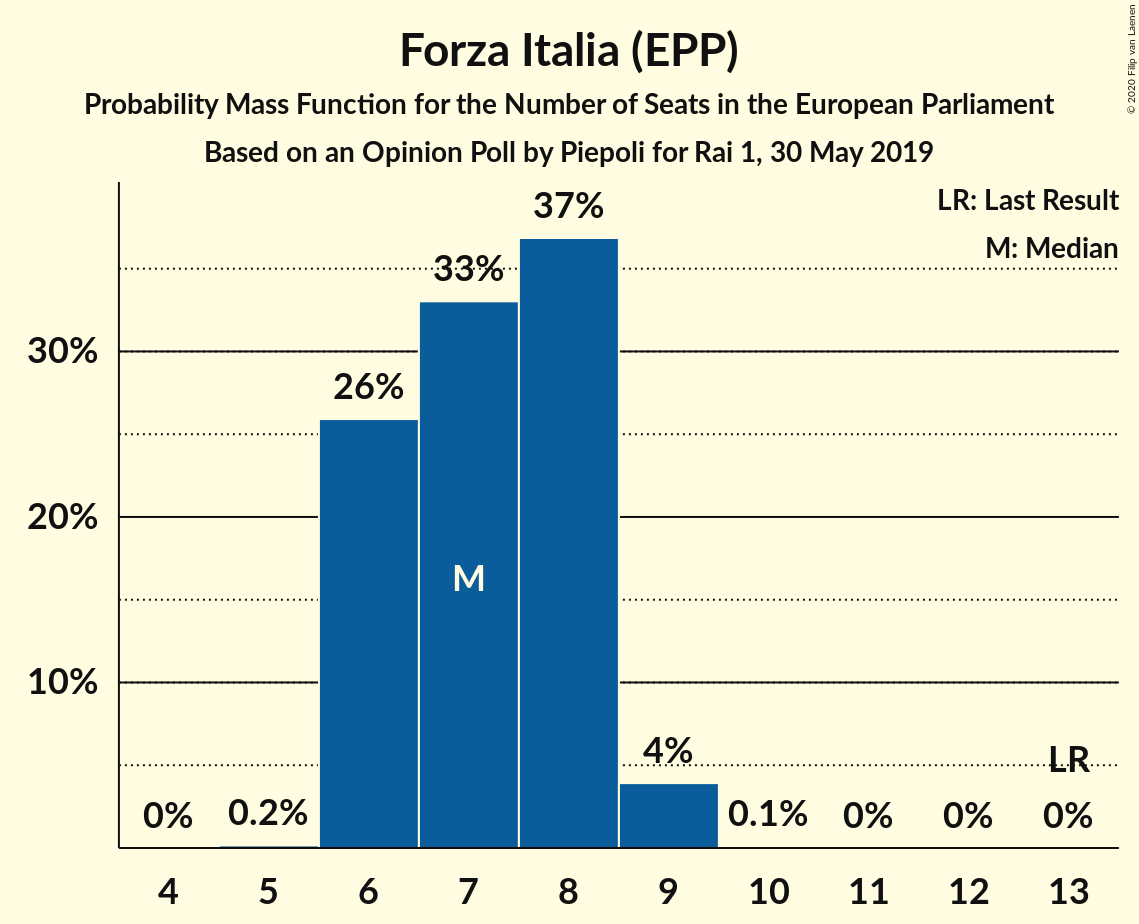 Forza Italia (EPP)
Probability Mass Function for the Number of Seats in the European Parliament
Based on an Opinion Poll by Piepoli for Rai 1, 30 May 2019
© 2020 Filip van Laenen
LR: Last Result
M: Median
37%
33%
30%
26%
20%
M
10%
LR
4%
0% 0.2% 0.1% 0% 0% 0%
4 5 6 7 8 9 10 11 12 13